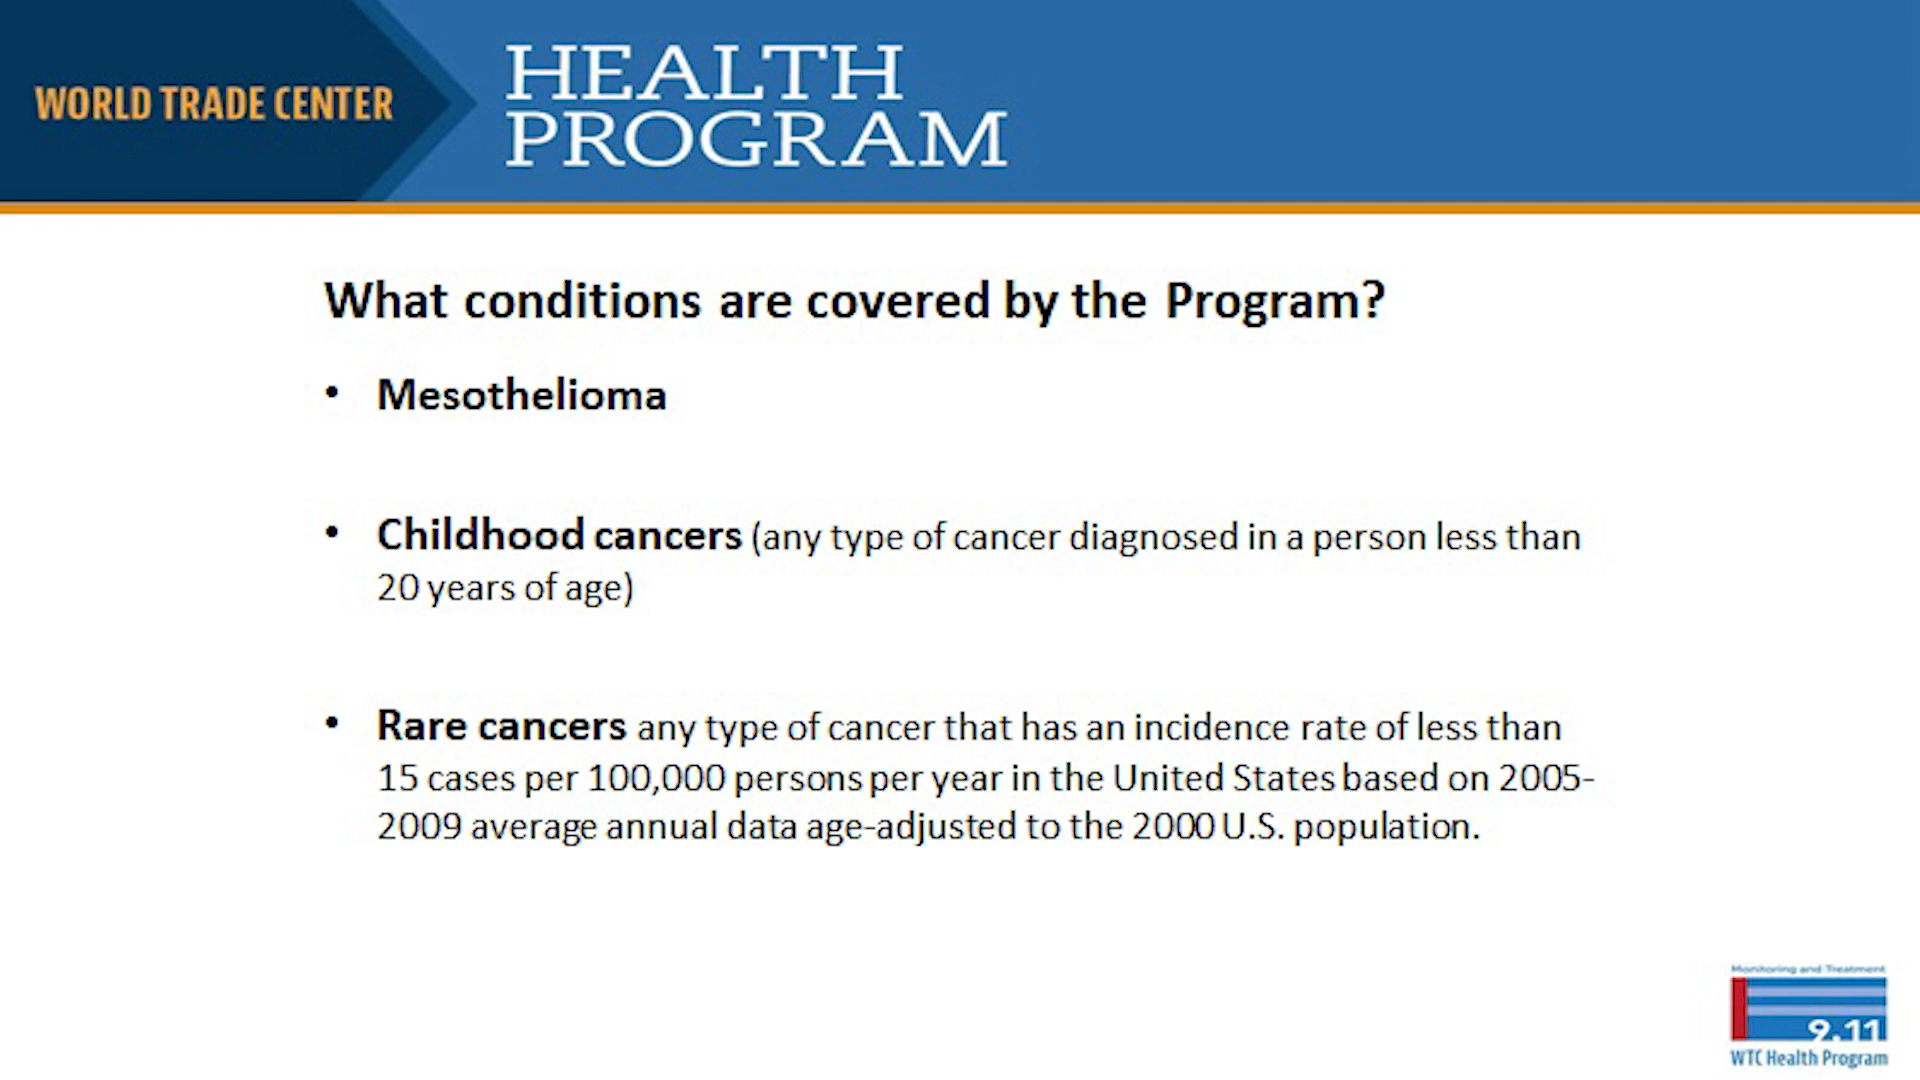 WORLD TRADE CENTER
HEALTH
PROGRAM
What conditions are covered by the Program?
• Mesothelioma
• Childhood cancers (any type of cancer diagnosed in a person less than
20 years of age)
• Rare cancers any type of cancer that has an incidence rate of less than
15 cases per 100,000 persons per year in the United States based on 2005-
2009 average annual data age-adjusted to the 2000 U.S. population.
Monitoring and Treatment
9.11
WTC Health Program